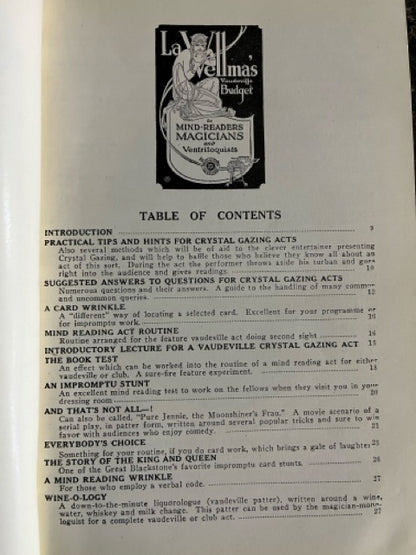 La Vellma's
Vaudeville
Budget
for
MIND-READERS
MAGICIANS
and
Ventriloquists
TABLE OF CONTENTS
INTRODUCTION 9
PRACTICAL TIPS AND HINTS FOR CRYSTAL GAZING ACTS
Also several methods which will be of aid to the clever entertainer presenting
Crystal Gazing, and will help to baffle those who believe they know all about an
act of this sort. During the act the performer throws aside his turban and goes
right into the audience and gives readings. 10
SUGGESTED ANSWERS TO QUESTIONS FOR CRYSTAL GAZING ACTS
Numerous questions and their answers. A guide to the handling of many common
and uncommon queries.
A CARD WRINKLE
A "different" way of locating a selected card. Excellent for your programme or
for impromptu work.
MIND READING ACT ROUTINE
Routine arranged for the feature vaudeville act doing second sight
INTRODUCTORY LECTURE FOR A VAUDEVILLE CRYSTAL GAZING ACT
THE BOOK TEST
An effect which can be worked into the routine of a mind reading act for either
vaudeville or club. A sure-fire feature experiment.
AN IMPROMPTU STUNT
An excellent mind reading test to work on the fellows when they visit you in your
dressing room 20
AND THAT'S NOT ALL—!
Can also be called, "Pure Jennie, the Moonshiner's Frau." A movie scenario of a
serial play, in patter form, written around several popular tricks and sure to win
favor with audiences who enjoy comedy. 21
EVERYBODY'S CHOICE
Something for your routine, if you do card work, which brings a gale of laughter 25
THE STORY OF THE KING AND QUEEN
One of the Great Blackstone's favorite impromptu card stunts. 26
A MIND READING WRINKLE
For those who employ a verbal code. 27
WINE-O-LOGY
A down-to-the-minute liquorologue (vaudeville patter), written around a wine,
water, whiskey and milk change. This patter can be used by the magician-mono-
loguist for a complete vaudeville or club act. 27